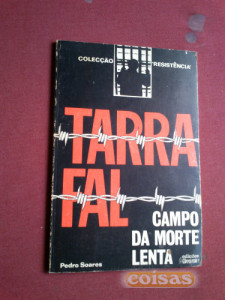 COLECÇÃO RESISTÊNCIA
TARRA
FAL
CAMPO
DA MORTE
LENTA
Pedro Soares
coisas